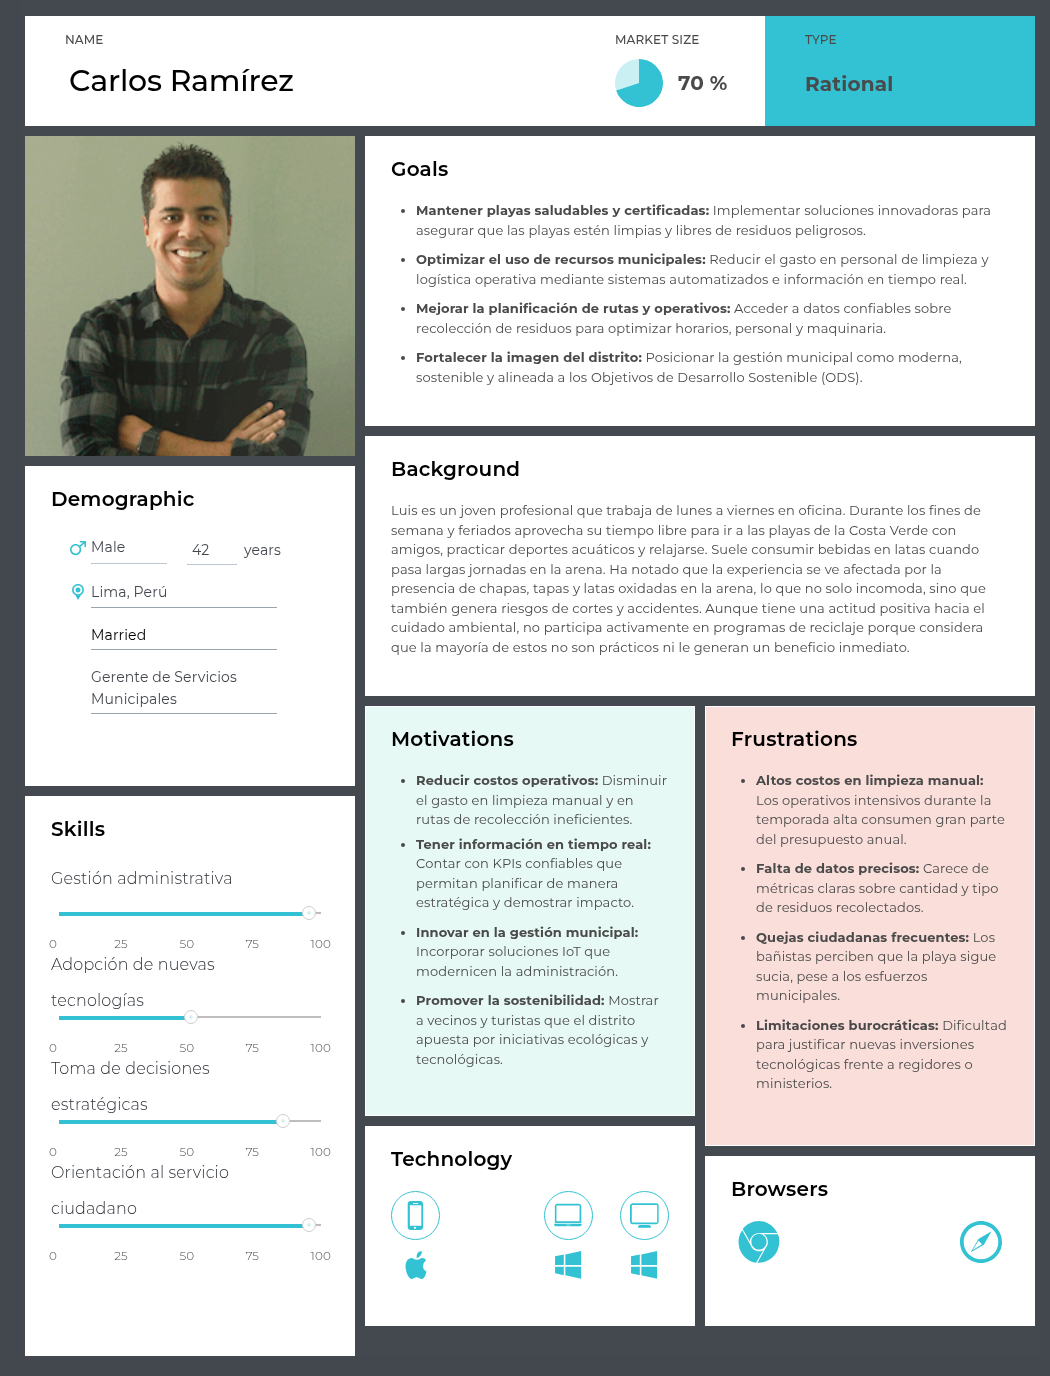 NAME
Carlos Ramírez
MARKET SIZE
70 %
TYPE
Rational
Goals
• Mantener playas saludables y certificadas: Implementar soluciones innovadoras para
asegurar que las playas estén limpias y libres de residuos peligrosos.
• Optimizar el uso de recursos municipales: Reducir el gasto en personal de limpieza y
logística operativa mediante sistemas automatizados e información en tiempo real.
• Mejorar la planificación de rutas y operativos: Acceder a datos confiables sobre
recolección de residuos para optimizar horarios, personal y maquinaria.
• Fortalecer la imagen del distrito: Posicionar la gestión municipal como moderna,
sostenible y alineada a los Objetivos de Desarrollo Sostenible (ODS).
Demographic
Male
42 years
Lima, Perú
Married
Gerente de Servicios
Municipales
Background
Luis es un joven profesional que trabaja de lunes a viernes en oficina. Durante los fines de
semana y feriados aprovecha su tiempo libre para ir a las playas de la Costa Verde con
amigos, practicar deportes acuáticos y relajarse. Suele consumir bebidas en latas cuando
pasa largas jornadas en la arena. Ha notado que la experiencia se ve afectada por la
presencia de chapas, tapas y latas oxidadas en la arena, lo que no solo incomoda, sino que
también genera riesgos de cortes y accidentes. Aunque tiene una actitud positiva hacia el
cuidado ambiental, no participa activamente en programas de reciclaje porque considera
que la mayoría de estos no son prácticos ni le generan un beneficio inmediato.
Skills
Gestión administrativa
0 25 50 75 100
Adopción de nuevas
tecnologías
0 25 50 75 100
Toma de decisiones
estratégicas
0 25 50 75 100
Orientación al servicio
ciudadano
0 25 50 75 100
Motivations
• Reducir costos operativos: Disminuir
el gasto en limpieza manual y en
rutas de recolección ineficientes.
• Tener información en tiempo real:
Contar con KPIs confiables que
permitan planificar de manera
estratégica y demostrar impacto.
• Innovar en la gestión municipal:
Incorporar soluciones IoT que
modernicen la administración.
• Promover la sostenibilidad: Mostrar
a vecinos y turistas que el distrito
apuesta por iniciativas ecológicas y
tecnológicas.
Frustrations
• Altos costos en limpieza manual:
Los operativos intensivos durante la
temporada alta consumen gran parte
del presupuesto anual.
• Falta de datos precisos: Carece de
métricas claras sobre cantidad y tipo
de residuos recolectados.
• Quejas ciudadanas frecuentes: Los
bañistas perciben que la playa sigue
sucia, pese a los esfuerzos
municipales.
• Limitaciones burocráticas: Dificultad
para justificar nuevas inversiones
tecnológicas frente a regidores o
ministerios.
Technology
Browsers